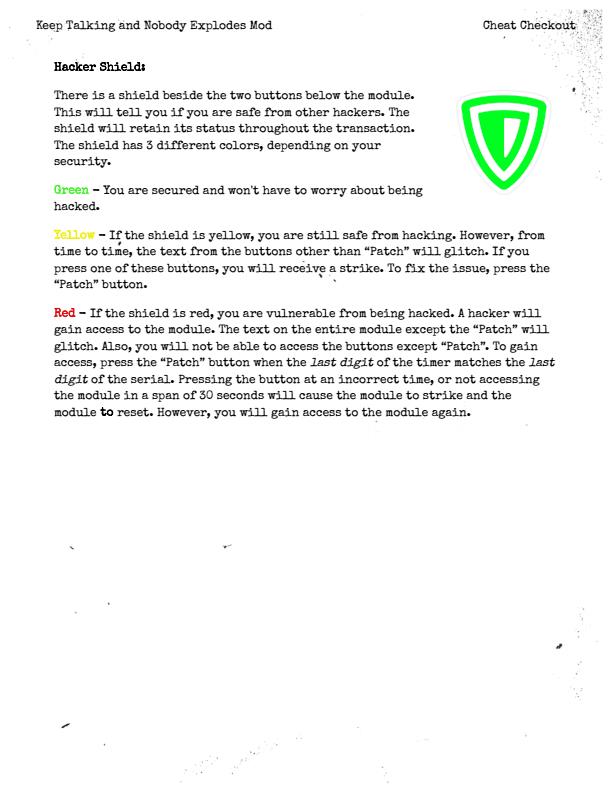 Keep Talking and Nobody Explodes Mod
Cheat Checkout
Hacker Shield:
There is a shield beside the two buttons below the module.
This will tell you if you are safe from other hackers. The
shield will retain its status throughout the transaction.
The shield has 3 different colors, depending on your
security.
Green – You are secured and won't have to worry about being
hacked.
Yellow – If the shield is yellow, you are still safe from hacking. However, from
time to time, the text from the buttons other than “Patch” will glitch. If you
press one of these buttons, you will receive a strike. To fix the issue, press the
“Patch” button.
Red – If the shield is red, you are vulnerable from being hacked. A hacker will
gain access to the module. The text on the entire module except the “Patch” will
glitch. Also, you will not be able to access the buttons except “Patch”. To gain
access, press the “Patch” button when the last digit of the timer matches the last
digit of the serial. Pressing the button at an incorrect time, or not accessing
the module in a span of 30 seconds will cause the module to strike and the
module to reset. However, you will gain access to the module again.